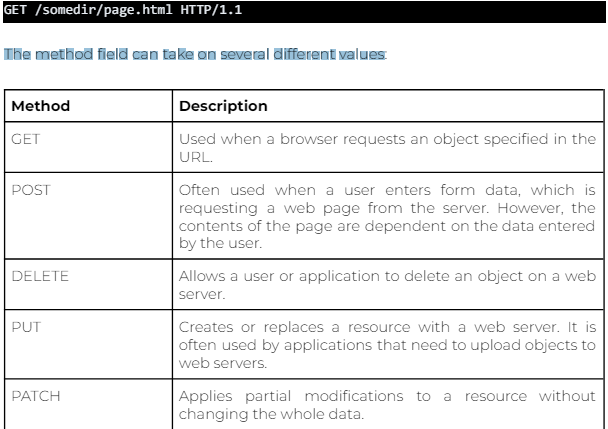 GET /somedir/page.html HTTP/1.1
The method field can take on several different values:
Method Description
GET Used when a browser requests an object specified in the
URL.
POST Often used when a user enters form data, which is
requesting a web page from the server. However, the
contents of the page are dependent on the data entered
by the user.
DELETE Allows a user or application to delete an object on a web
server.
PUT Creates or replaces a resource with a web server. It is
often used by applications that need to upload objects to
web servers.
PATCH Applies partial modifications to a resource without
changing the whole data.